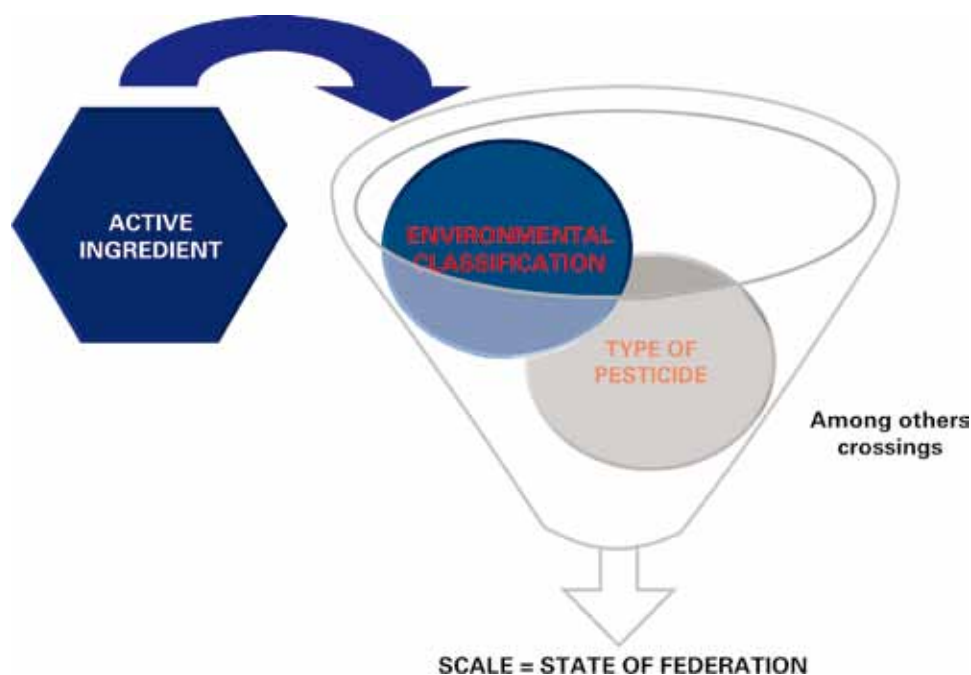 ACTIVE
INGREDIENT
ENVIRONMENTAL
CLASSIFICATION
TYPE OF
PESTICIDE
Among others
crossings
SCALE = STATE OF FEDERATION